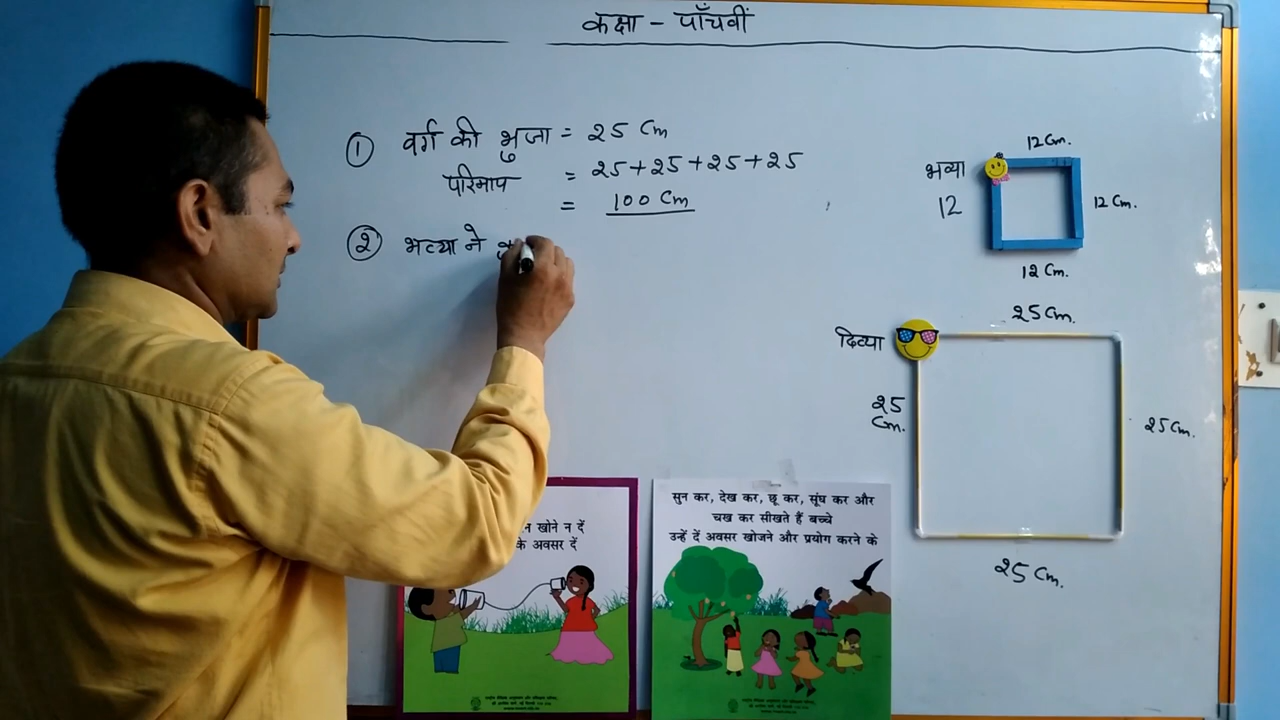 कक्षा - पाँचवीं
① वर्ग की भुजा = 25 Cm
परिमाप = 25+25+25+25
= 100 Cm
② भव्या ने
12 Cm.
भव्या
12
12 Cm.
12 Cm.
25 Cm.
दिव्या
25 Cm.
25 Cm.
25 Cm.
न खोने न दें
के अवसर दें
सुन कर, देख कर, छू कर, सूंघ कर और
चख कर सीखते हैं बच्चे
उन्हें दें अवसर खोजने और प्रयोग करने के